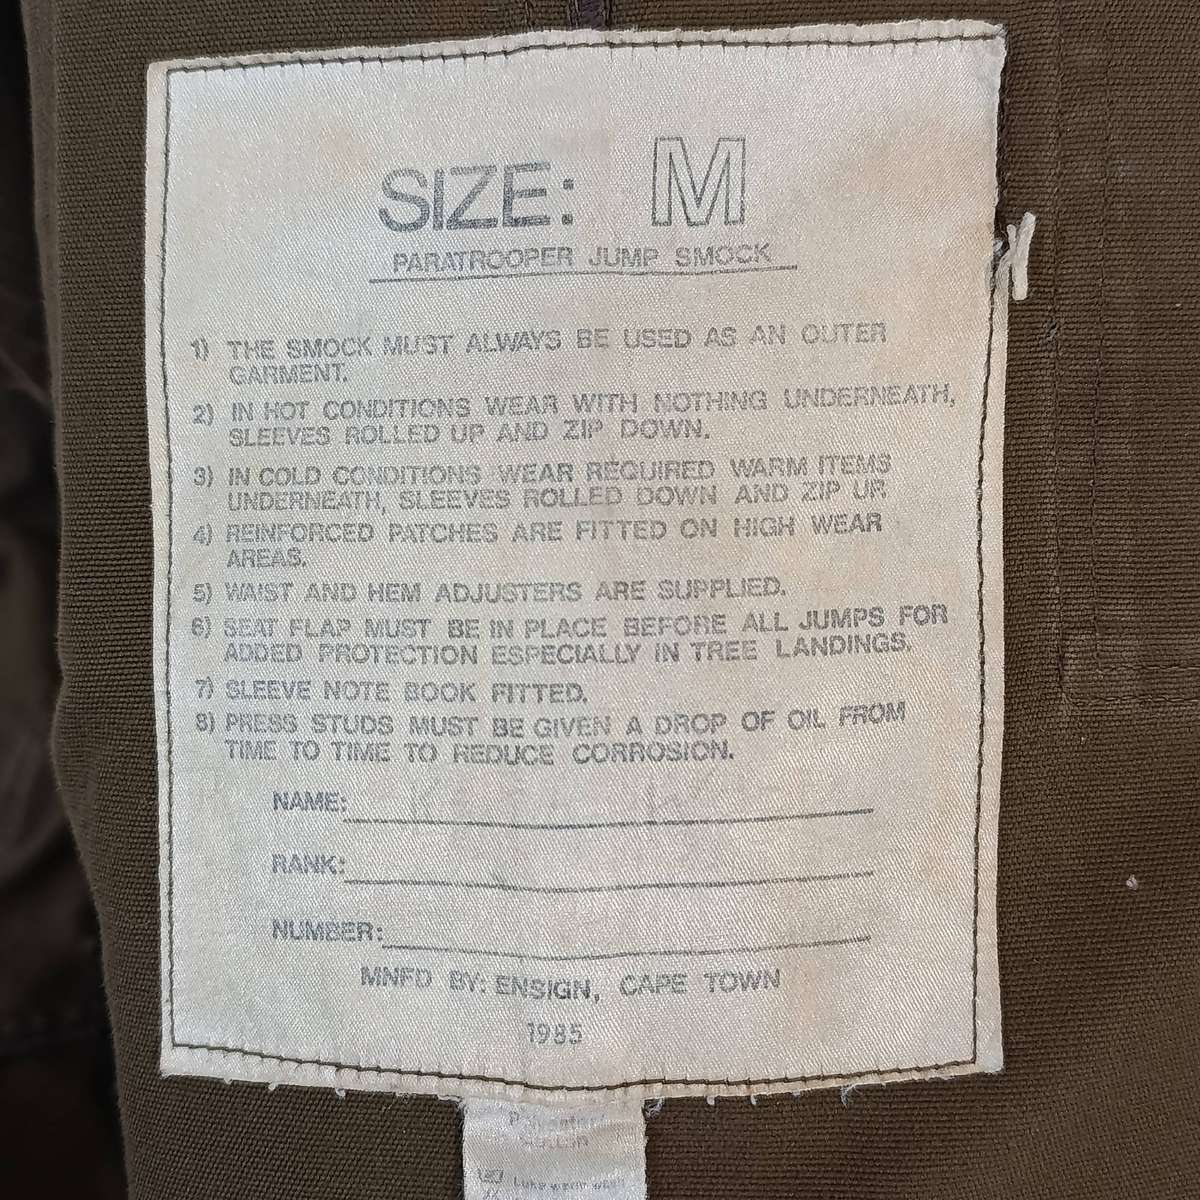 SIZE: M
PARATROOPER JUMP SMOCK
1) THE SMOCK MUST ALWAYS BE USED AS AN OUTER
GARMENT.
2) IN HOT CONDITIONS WEAR WITH NOTHING UNDERNEATH,
SLEEVES ROLLED UP AND ZIP DOWN.
3) IN COLD CONDITIONS WEAR REQUIRED WARM ITEMS
UNDERNEATH, SLEEVES ROLLED DOWN AND ZIP UP.
4) REINFORCED PATCHES ARE FITTED ON HIGH WEAR
AREAS.
5) WAIST AND HEM ADJUSTERS ARE SUPPLIED.
6) SEAT FLAP MUST BE IN PLACE BEFORE ALL JUMPS FOR
ADDED PROTECTION ESPECIALLY IN TREE LANDINGS.
7) SLEEVE NOTE BOOK FITTED.
8) PRESS STUDS MUST BE GIVEN A DROP OF OIL FROM
TIME TO TIME TO REDUCE CORROSION.
NAME:
RANK:
NUMBER:
MNFD BY: ENSIGN, CAPE TOWN
1985
Polyester/
Cotton
Luke warm wash